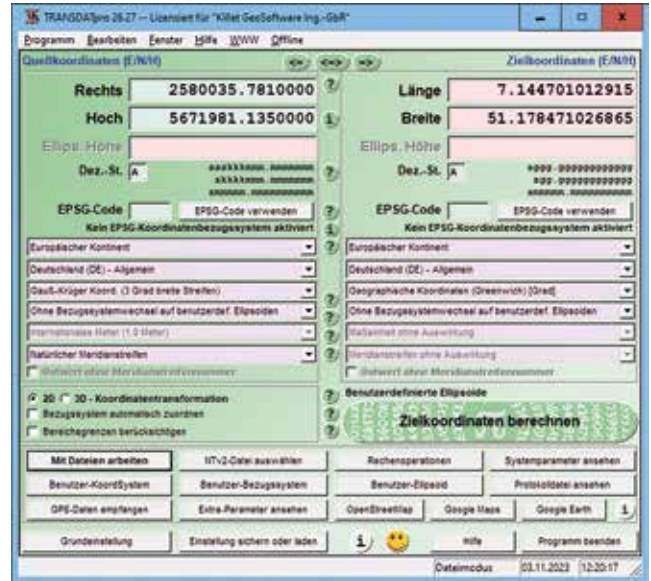 TRANSDATpro 26.27 — Lizensiert für "Killet GeoSoftware Ing.-GbR"
Programm Bearbeiten Fenster Hilfe WWW Offline
Quellkoordinaten (E/N/H) <= <=> => Zielkoordinaten (E/N/H)
Rechts 2580035.7810000 ? Länge 7.144701012915
Hoch 5671981.1350000 i Breite 51.178471026865
Ellips. Höhe Ellips. Höhe
Dez.-St. A ? Dez.-St. A
EPSG-Code EPSG-Code verwenden ? EPSG-Code EPSG-Code verwenden
Kein EPSG-Koordinatenbezugssystem aktiviert i Kein EPSG-Koordinatenbezugssystem aktiviert
Europäischer Kontinent ? Europäischer Kontinent
Deutschland (DE) - Allgemein Deutschland (DE) - Allgemein
Gauß-Krüger Koord. (3 Grad breite Streifen) ? Geographische Koordinaten (Greenwich) [Grad]
Ohne Bezugssystemwechsel auf benutzerdef. Ellipsoiden ? Ohne Bezugssystemwechsel auf benutzerdef. Ellipsoiden
Internationales Meter (1.0 Meter) ? Maßeinheit ohne Auswirkung
Natürlicher Meridianstreifen ? Meridianstreifen ohne Auswirkung
Ostwert ohne Meridianstreifennummer ? Ostwert ohne Meridianstreifennummer
2D 3D - Koordinatentransformation ? Benutzerdefinierte Ellipsoide
Bezugssystem automatisch zuordnen ? Zielkoordinaten berechnen
Bereichsgrenzen berücksichtigen ?
Mit Dateien arbeiten NTv2-Datei auswählen Rechenoperationen Systemparameter ansehen
Benutzer-KoordSystem Benutzer-Bezugssystem Benutzer-Ellipsoid Protokolldatei ansehen
GPS-Daten empfangen Extra-Parameter ansehen OpenStreetMap Google Maps Google Earth i
Grundeinstellung Einstellung sichern oder laden i Hilfe Programm beenden
Dateimodus 03.11.2023 12:20:17